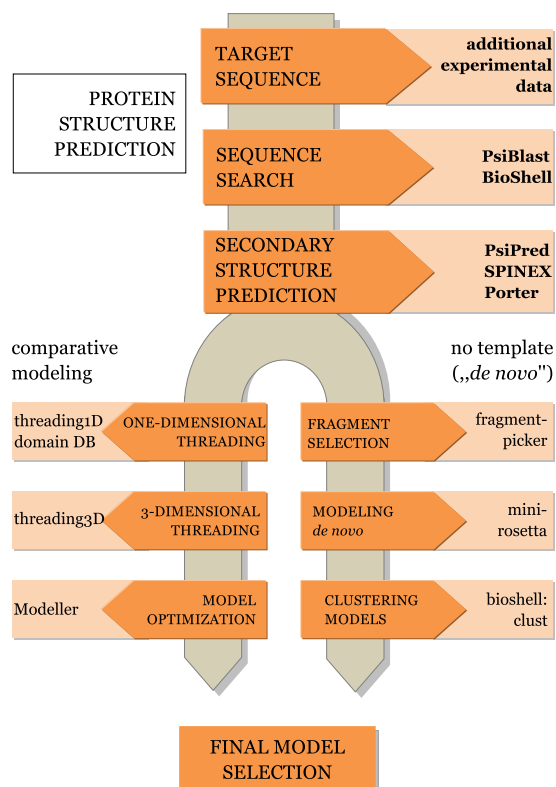 TARGET
SEQUENCE
additional
experimental
data
PROTEIN
STRUCTURE
PREDICTION
SEQUENCE
SEARCH
PsiBlast
BioShell
SECONDARY
STRUCTURE
PREDICTION
PsiPred
SPINEX
Porter
comparative
modeling
no template
(,,de novo")
threading1D
domain DB
ONE-DIMENSIONAL
THREADING
FRAGMENT
SELECTION
fragment-
picker
threading3D
3-DIMENSIONAL
THREADING
MODELING
de novo
mini-
rosetta
Modeller
MODEL
OPTIMIZATION
CLUSTERING
MODELS
bioshell:
clust
FINAL MODEL
SELECTION